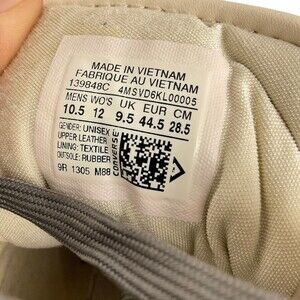 MADE IN VIETNAM
FABRIQUE AU VIETNAM
139848C 4MSVD6KL00005
MENS WO'S UK EUR CM
10.5 12 9.5 44.5 28.5
GENDER: UNISEX
UPPER: LEATHER
LINING: TEXTILE
OUTSOLE: RUBBER
9R 1305 M88
CONVERSE